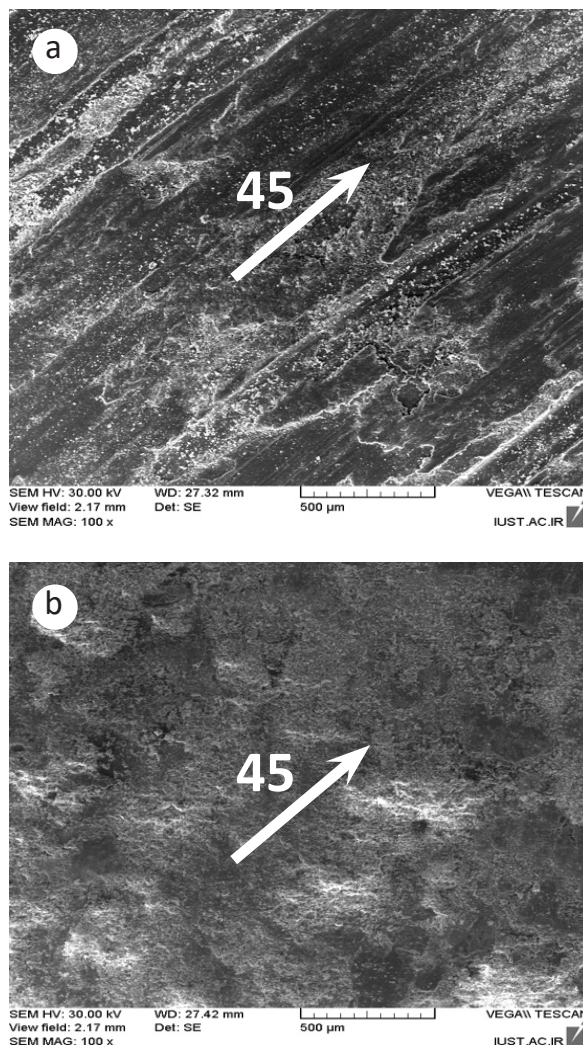 a
45
SEM HV: 30.00 kV WD: 27.32 mm VEGA\\ TESCAN
View field: 2.17 mm Det: SE 500 µm
SEM MAG: 100 x IUST.AC.IR
b
45
SEM HV: 30.00 kV WD: 27.42 mm VEGA\\ TESCAN
View field: 2.17 mm Det: SE 500 µm
SEM MAG: 100 x IUST.AC.IR